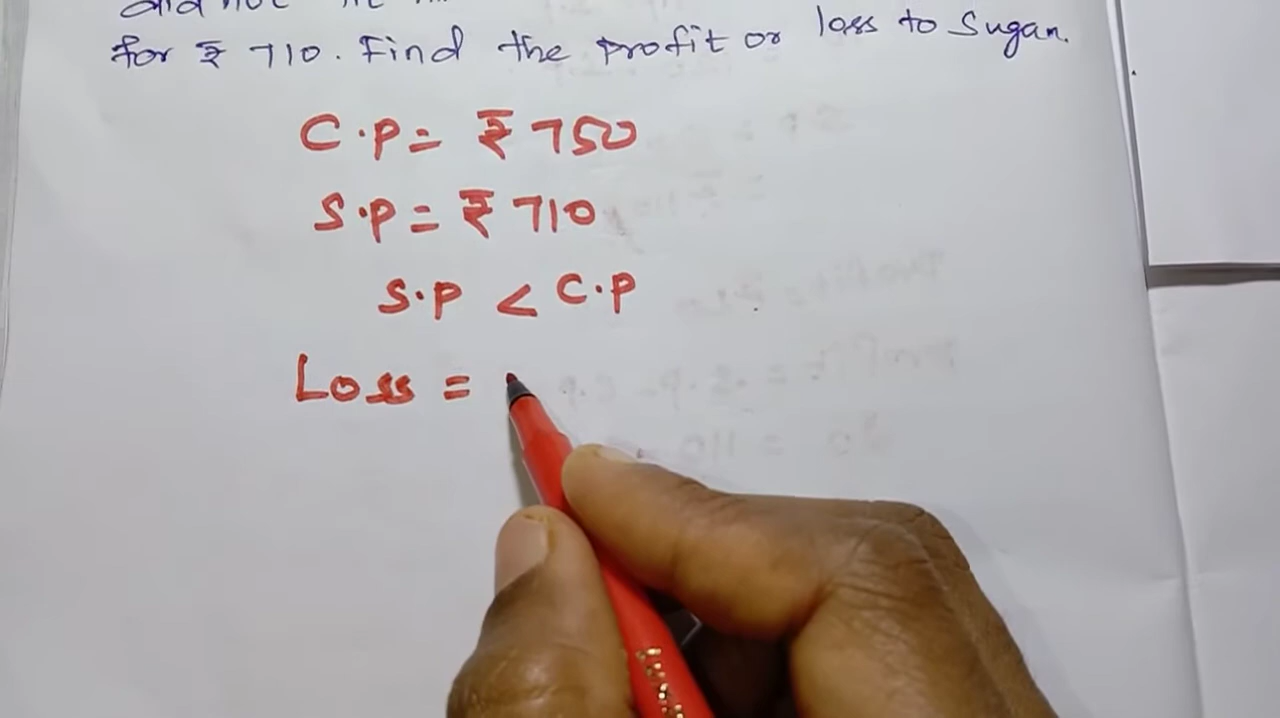 for ₹ 710. Find the profit or loss to Sugan.
C.P = ₹ 750
S.P = ₹ 710
S.P < C.P
Loss =